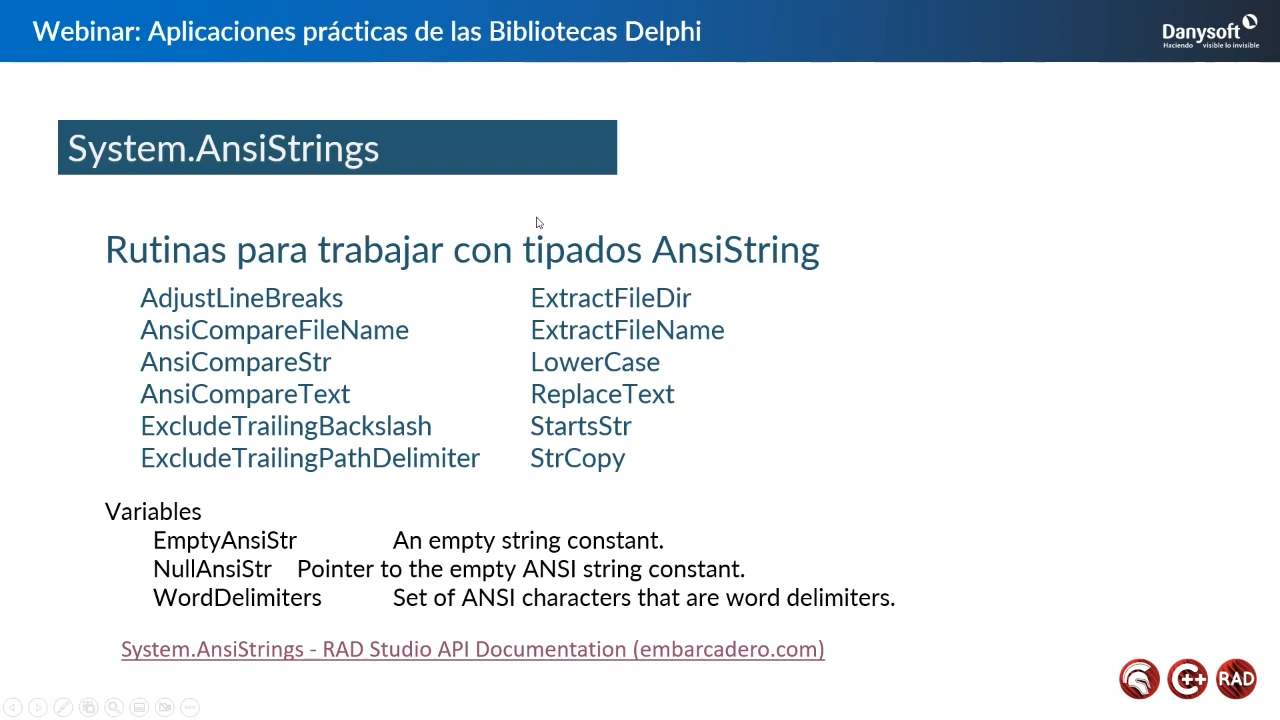 Webinar: Aplicaciones prácticas de las Bibliotecas Delphi
Danysoft
Haciendo visible lo invisible
System.AnsiStrings
Rutinas para trabajar con tipados AnsiString
AdjustLineBreaks
AnsiCompareFileName
AnsiCompareStr
AnsiCompareText
ExcludeTrailingBackslash
ExcludeTrailingPathDelimiter
ExtractFileDir
ExtractFileName
LowerCase
ReplaceText
StartsStr
StrCopy
Variables
EmptyAnsiStr An empty string constant.
NullAnsiStr Pointer to the empty ANSI string constant.
WordDelimiters Set of ANSI characters that are word delimiters.
System.AnsiStrings - RAD Studio API Documentation (embarcadero.com)
C++
RAD